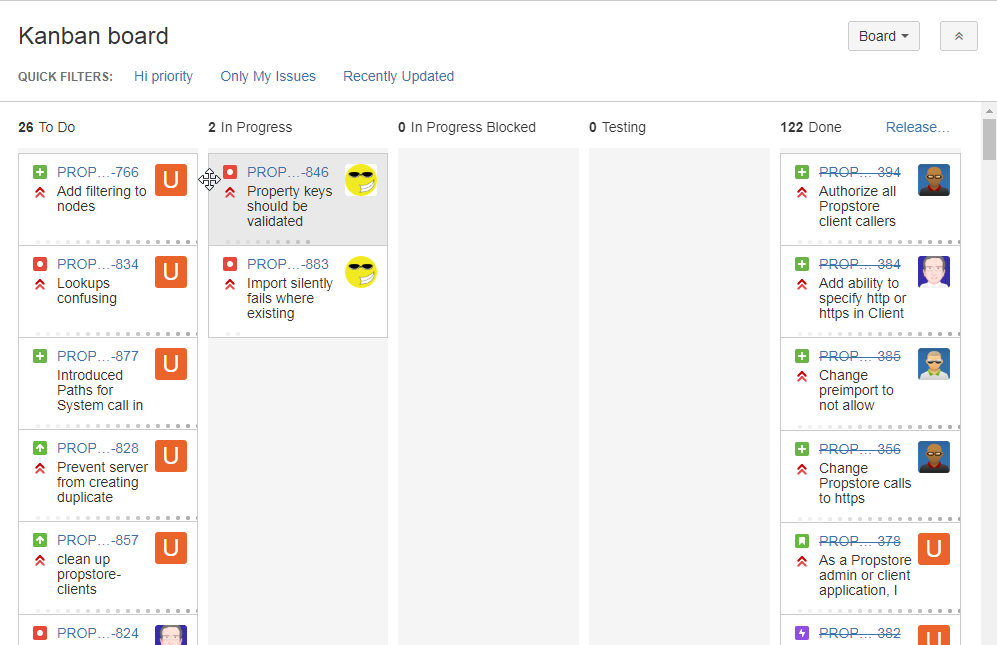 Kanban board
Board
QUICK FILTERS: Hi priority Only My Issues Recently Updated
26 To Do
2 In Progress
0 In Progress Blocked
0 Testing
122 Done
Release…
PROP…-766
U
Add filtering to
nodes
PROP…-834
U
Lookups
confusing
PROP…-877
U
Introduced
Paths for
System call in
PROP…-828
U
Prevent server
from creating
duplicate
PROP…-857
U
clean up
propstore-
clients
PROP…-824
PROP…-846
Property keys
should be
validated
PROP…-883
Import silently
fails where
existing
PROP…-394
Authorize all
Propstore
client callers
PROP…-384
Add ability to
specify http or
https in Client
PROP…-385
Change
preimport to
not allow
PROP…-356
Change
Propstore calls
to https
PROP…-378
U
As a Propstore
admin or client
application, I
PROP…-382
U